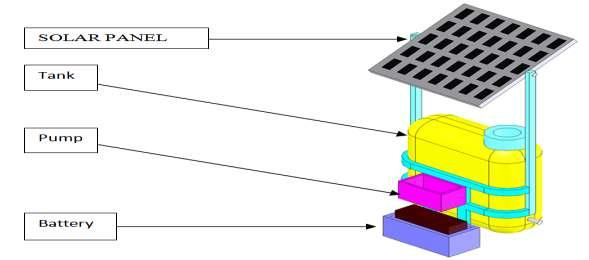 SOLAR PANEL
Tank
Pump
Battery